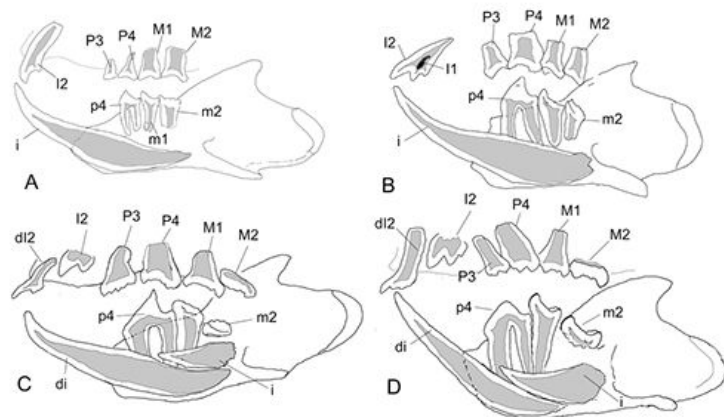 P3 P4 M1 M2
I2
p4 m2
i m1
A
I2 P3 P4 M1 M2
I1
p4 m2
i
B
dI2 I2 P3 P4 M1 M2
p4 m2
di i
C
dI2 I2 P3 P4 M1 M2
p4 m2
di i
D